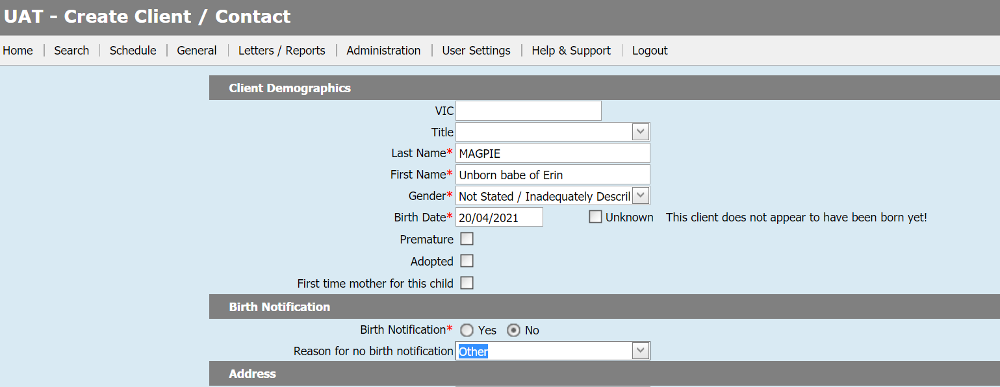 UAT - Create Client / Contact
Home Search Schedule General Letters / Reports Administration User Settings Help & Support Logout
Client Demographics
VIC
Title
Last Name* MAGPIE
First Name* Unborn babe of Erin
Gender* Not Stated / Inadequately Descril
Birth Date* 20/04/2021 Unknown This client does not appear to have been born yet!
Premature
Adopted
First time mother for this child
Birth Notification
Birth Notification* Yes No
Reason for no birth notification Other
Address